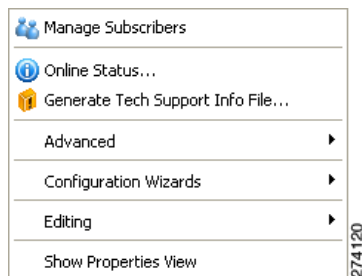 Manage Subscribers
Online Status...
Generate Tech Support Info File...
Advanced
Configuration Wizards
Editing
Show Properties View
274120